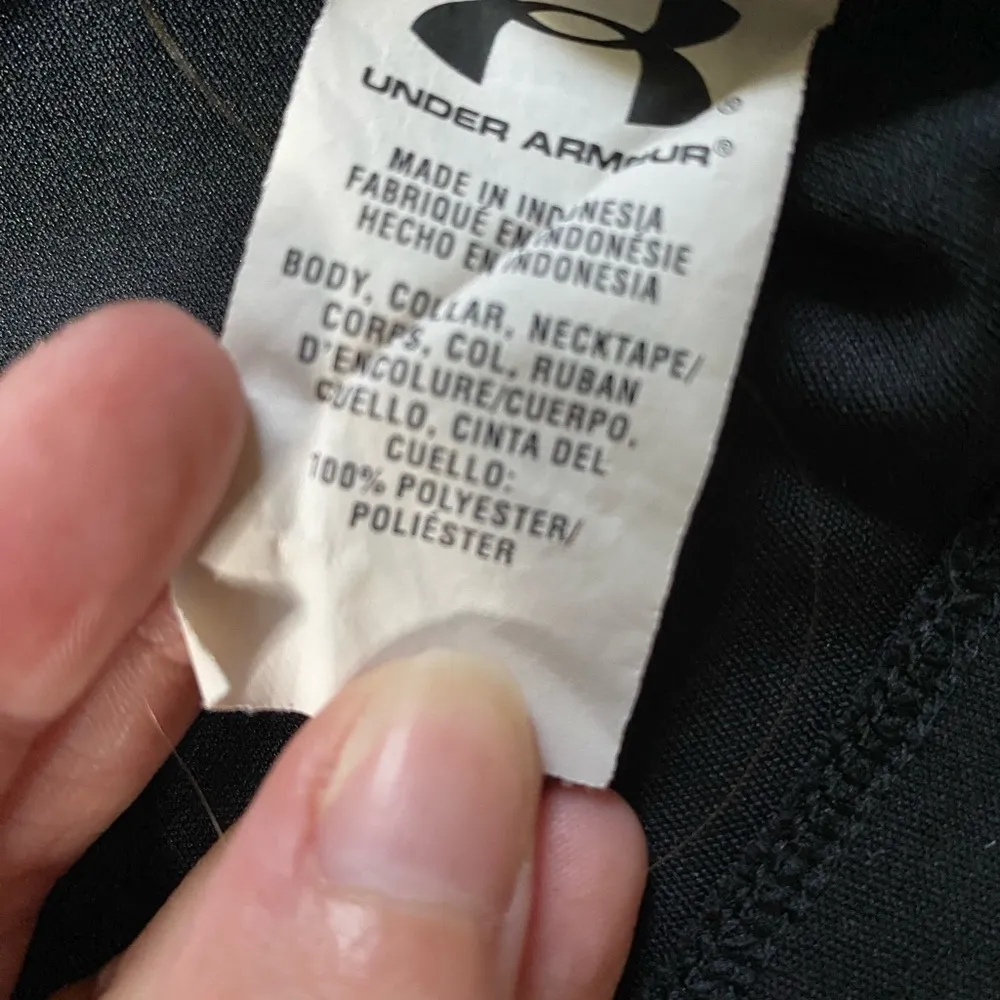 UNDER ARMOUR®
MADE IN INDONESIA
FABRIQUÉ EN INDONÉSIE
HECHO EN INDONESIA
BODY, COLLAR, NECKTAPE/
CORPS, COL, RUBAN
D'ENCOLURE/CUERPO,
CUELLO, CINTA DEL
CUELLO:
100% POLYESTER/
POLIÉSTER